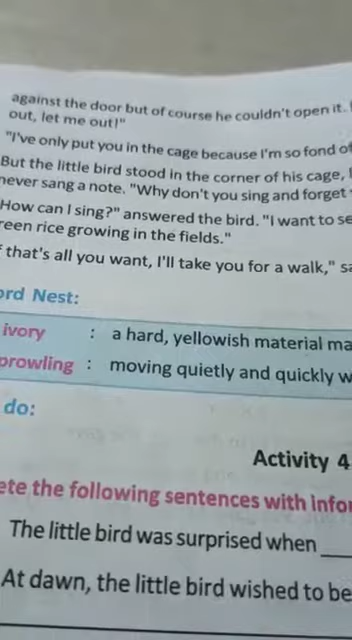 against the door but of course he couldn't open it.
out, let me out!"
"I've only put you in the cage because I'm so fond of
But the little bird stood in the corner of his cage,
never sang a note. "Why don't you sing and forget
How can I sing?" answered the bird. "I want to se
reen rice growing in the fields."
f that's all you want, I'll take you for a walk," sa
ord Nest:
ivory : a hard, yellowish material ma
prowling : moving quietly and quickly w
do:
Activity 4
ete the following sentences with infor
The little bird was surprised when
At dawn, the little bird wished to be